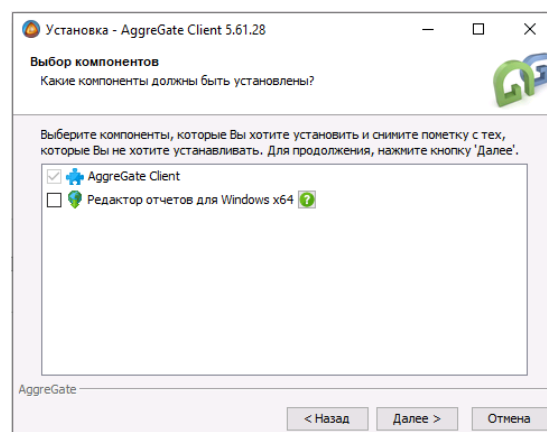 Установка - AggreGate Client 5.61.28
Выбор компонентов
Какие компоненты должны быть установлены?
Выберите компоненты, которые Вы хотите установить и снимите пометку с тех,
которые Вы не хотите устанавливать. Для продолжения, нажмите кнопку 'Далее'.
AggreGate Client
Редактор отчетов для Windows x64
AggreGate
< Назад
Далее >
Отмена